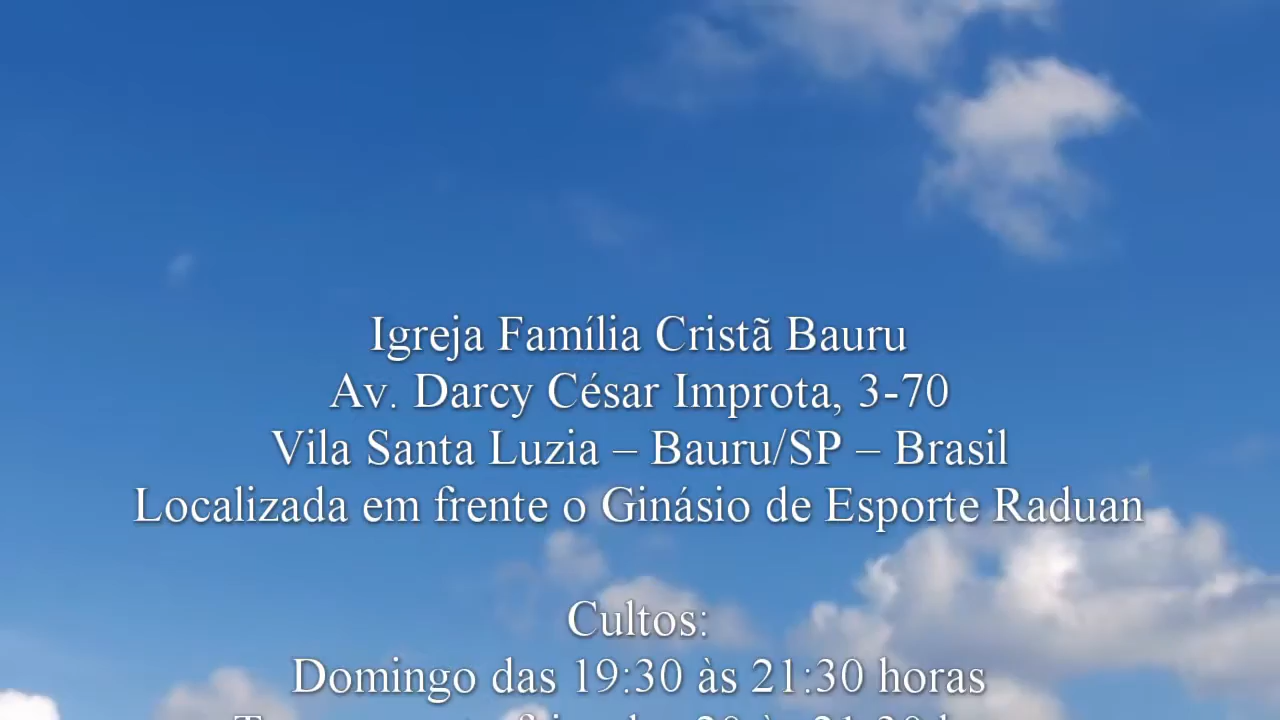 Igreja Família Cristã Bauru
Av. Darcy César Improta, 3-70
Vila Santa Luzia – Bauru/SP – Brasil
Localizada em frente o Ginásio de Esporte Raduan
Cultos:
Domingo das 19:30 às 21:30 horas